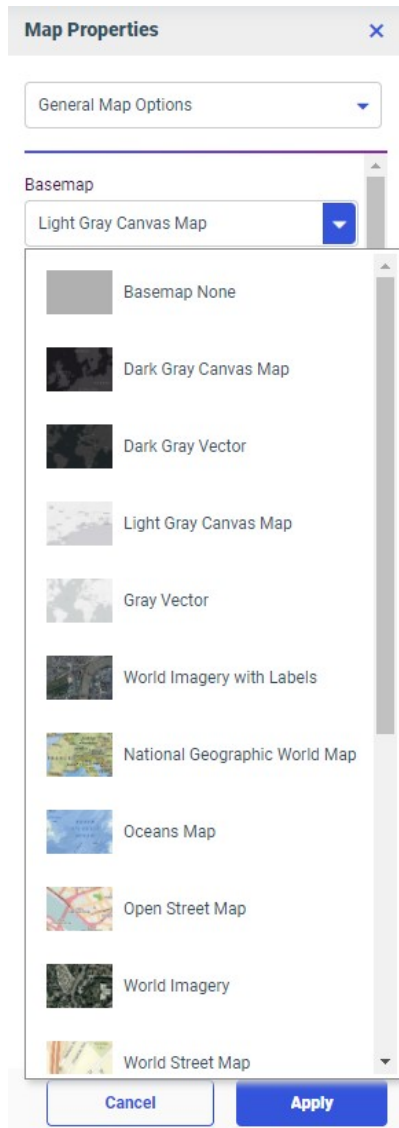 Map Properties
General Map Options
Basemap
Light Gray Canvas Map
Basemap None
Dark Gray Canvas Map
Dark Gray Vector
Light Gray Canvas Map
Gray Vector
World Imagery with Labels
National Geographic World Map
Oceans Map
Open Street Map
World Imagery
World Street Map
Cancel Apply